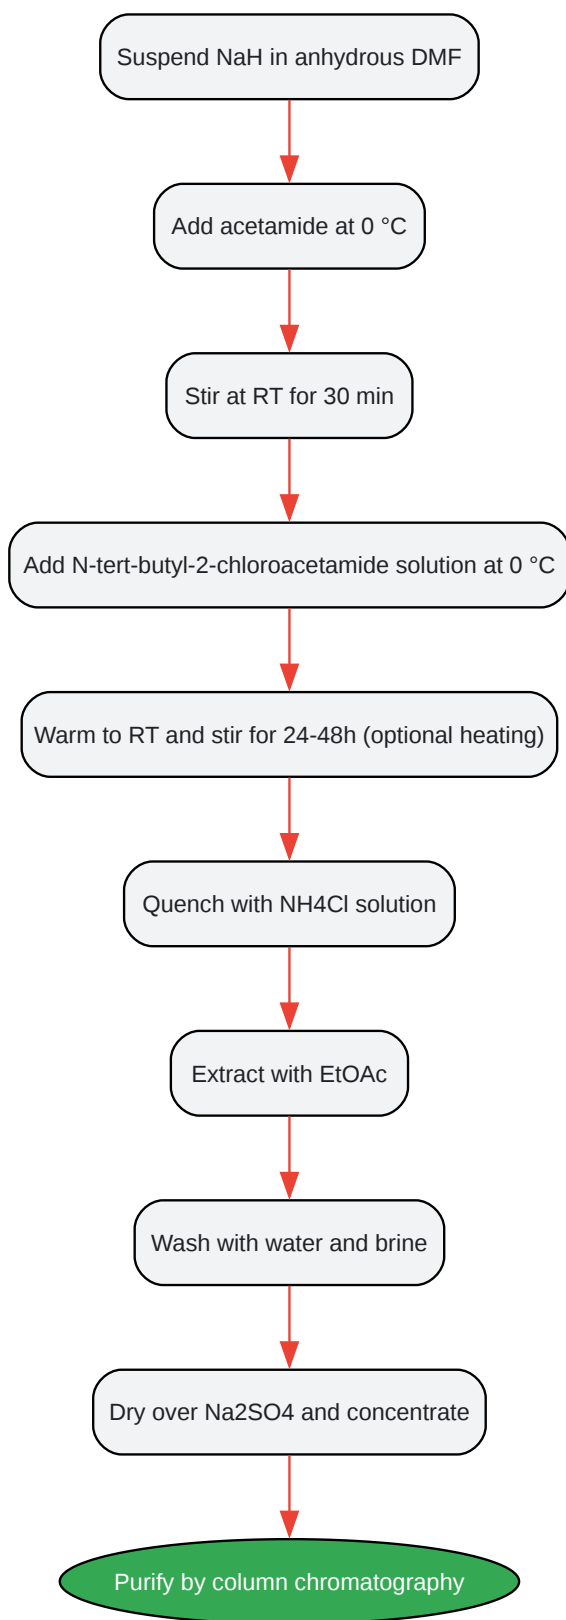 Suspend NaH in anhydrous DMF
Add acetamide at 0 °C
Stir at RT for 30 min
Add N-tert-butyl-2-chloroacetamide solution at 0 °C
Warm to RT and stir for 24-48h (optional heating)
Quench with NH4Cl solution
Extract with EtOAc
Wash with water and brine
Dry over Na2SO4 and concentrate
Purify by column chromatography